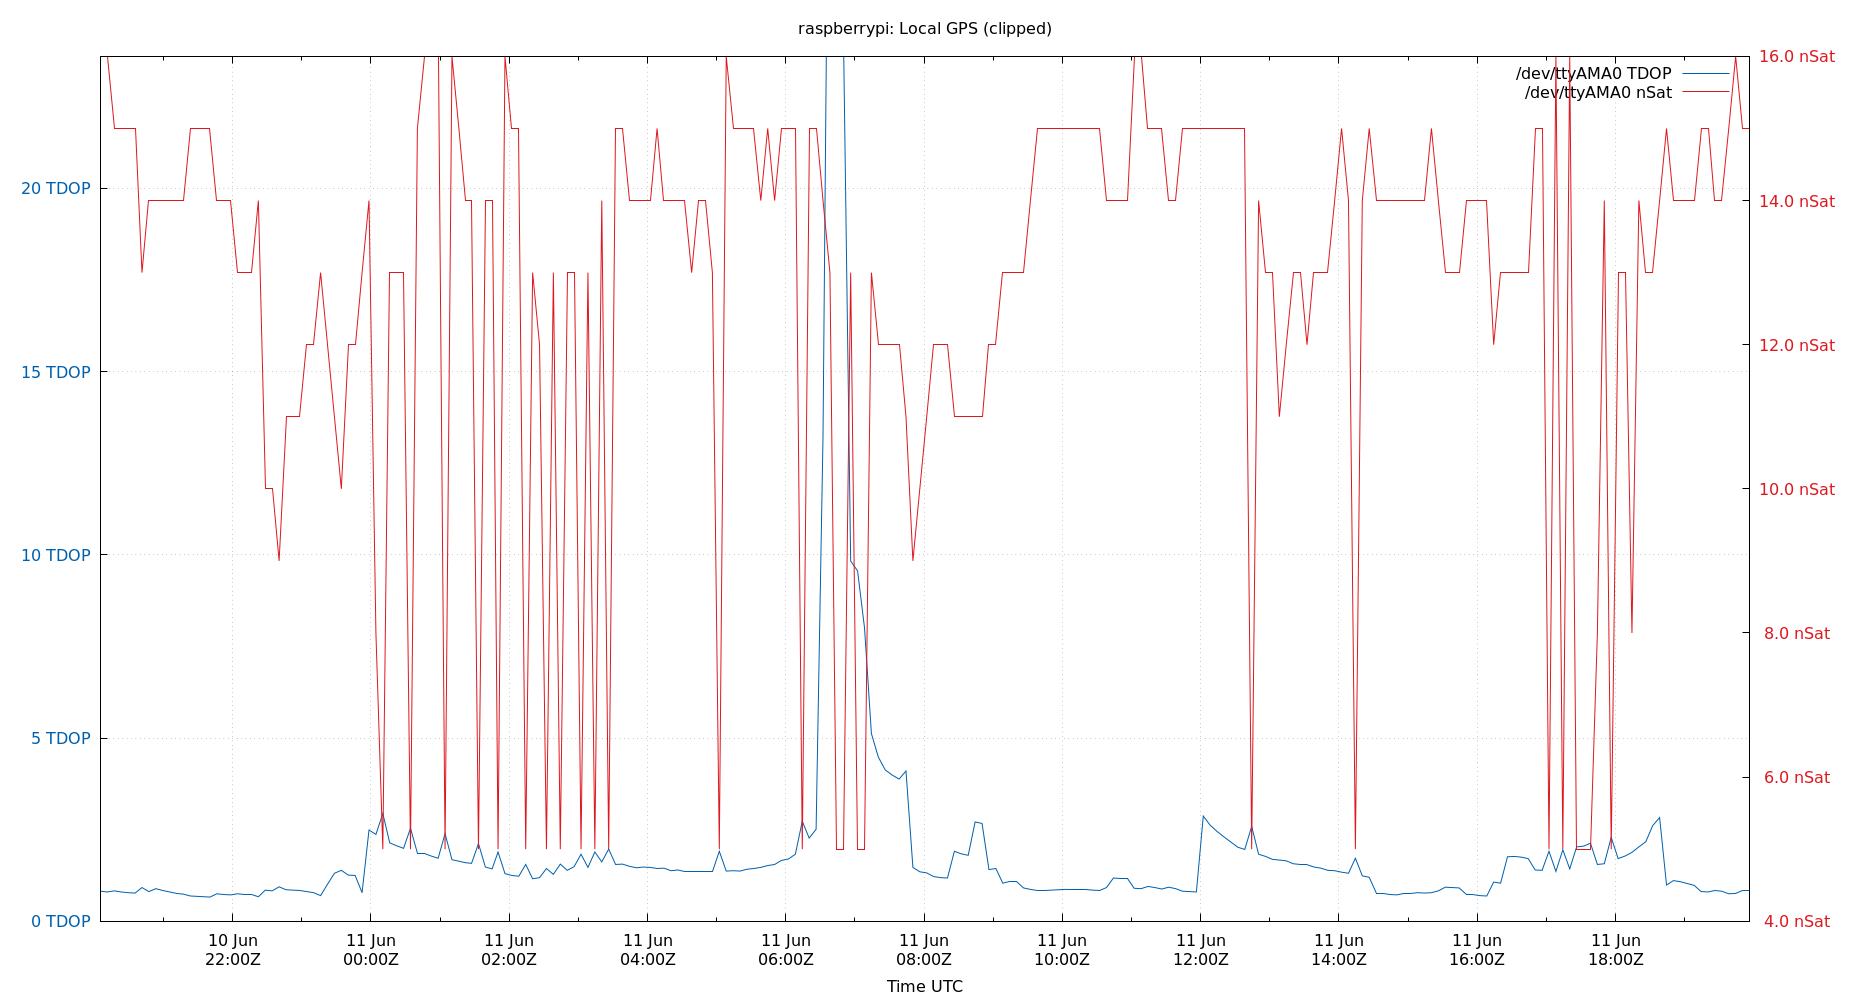 raspberrypi: Local GPS (clipped)
16.0 nSat
/dev/ttyAMA0 TDOP
/dev/ttyAMA0 nSat
20 TDOP
14.0 nSat
15 TDOP
12.0 nSat
10 TDOP
10.0 nSat
8.0 nSat
5 TDOP
6.0 nSat
0 TDOP
4.0 nSat
10 Jun
22:00Z
11 Jun
00:00Z
11 Jun
02:00Z
11 Jun
04:00Z
11 Jun
06:00Z
11 Jun
08:00Z
11 Jun
10:00Z
11 Jun
12:00Z
11 Jun
14:00Z
11 Jun
16:00Z
11 Jun
18:00Z
Time UTC